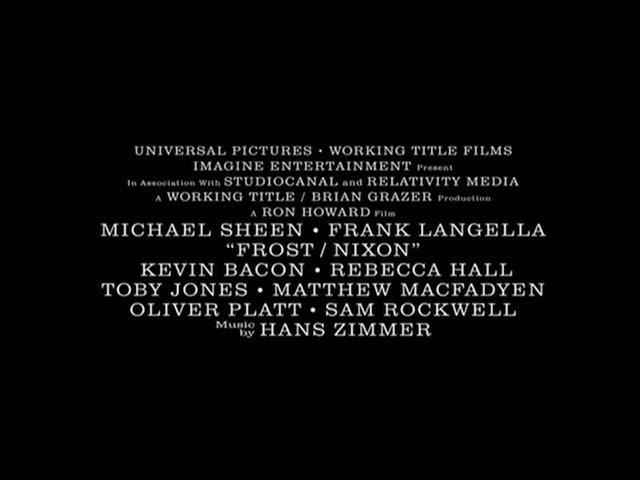 UNIVERSAL PICTURES • WORKING TITLE FILMS
IMAGINE ENTERTAINMENT Present
In Association With STUDIOCANAL and RELATIVITY MEDIA
A WORKING TITLE / BRIAN GRAZER Production
A RON HOWARD Film
MICHAEL SHEEN • FRANK LANGELLA
“FROST / NIXON”
KEVIN BACON • REBECCA HALL
TOBY JONES • MATTHEW MACFADYEN
OLIVER PLATT • SAM ROCKWELL
Music by HANS ZIMMER